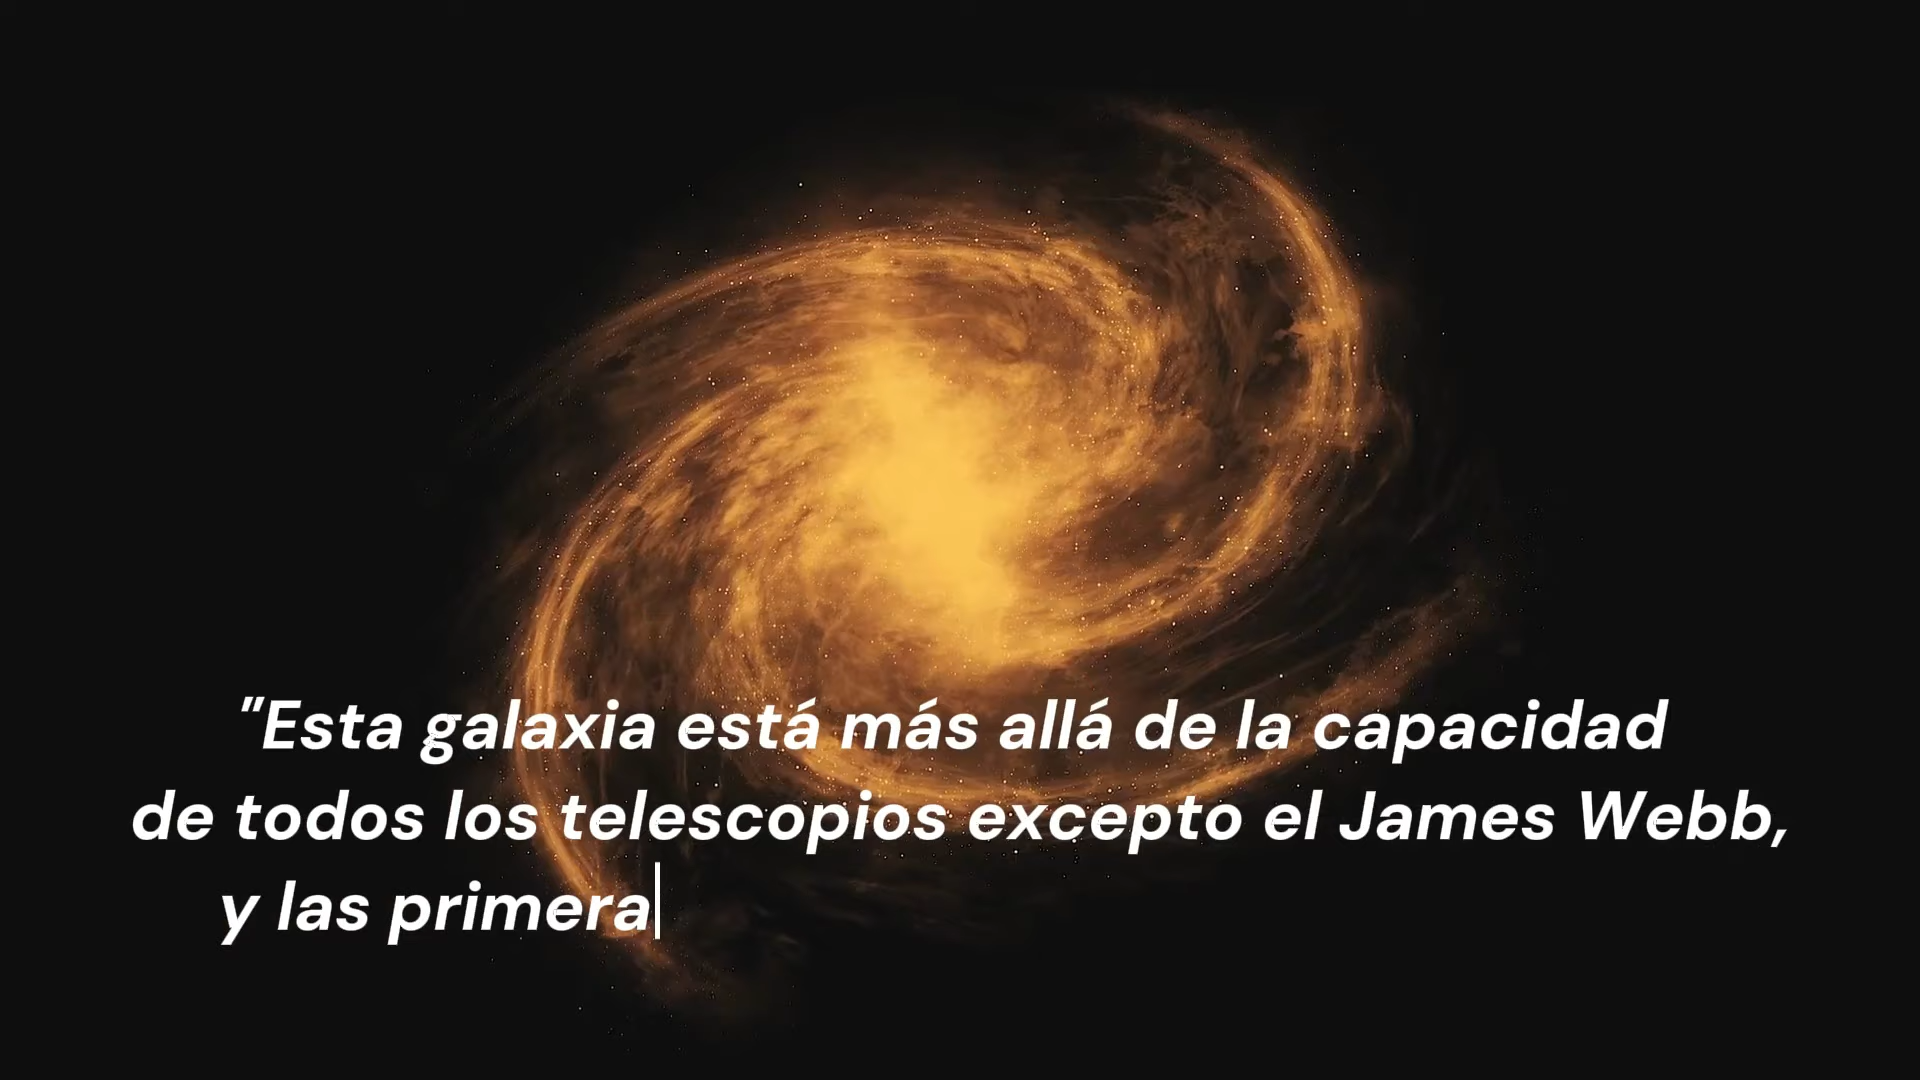 "Esta galaxia está más allá de la capacidad
de todos los telescopios excepto el James Webb,
y las primera